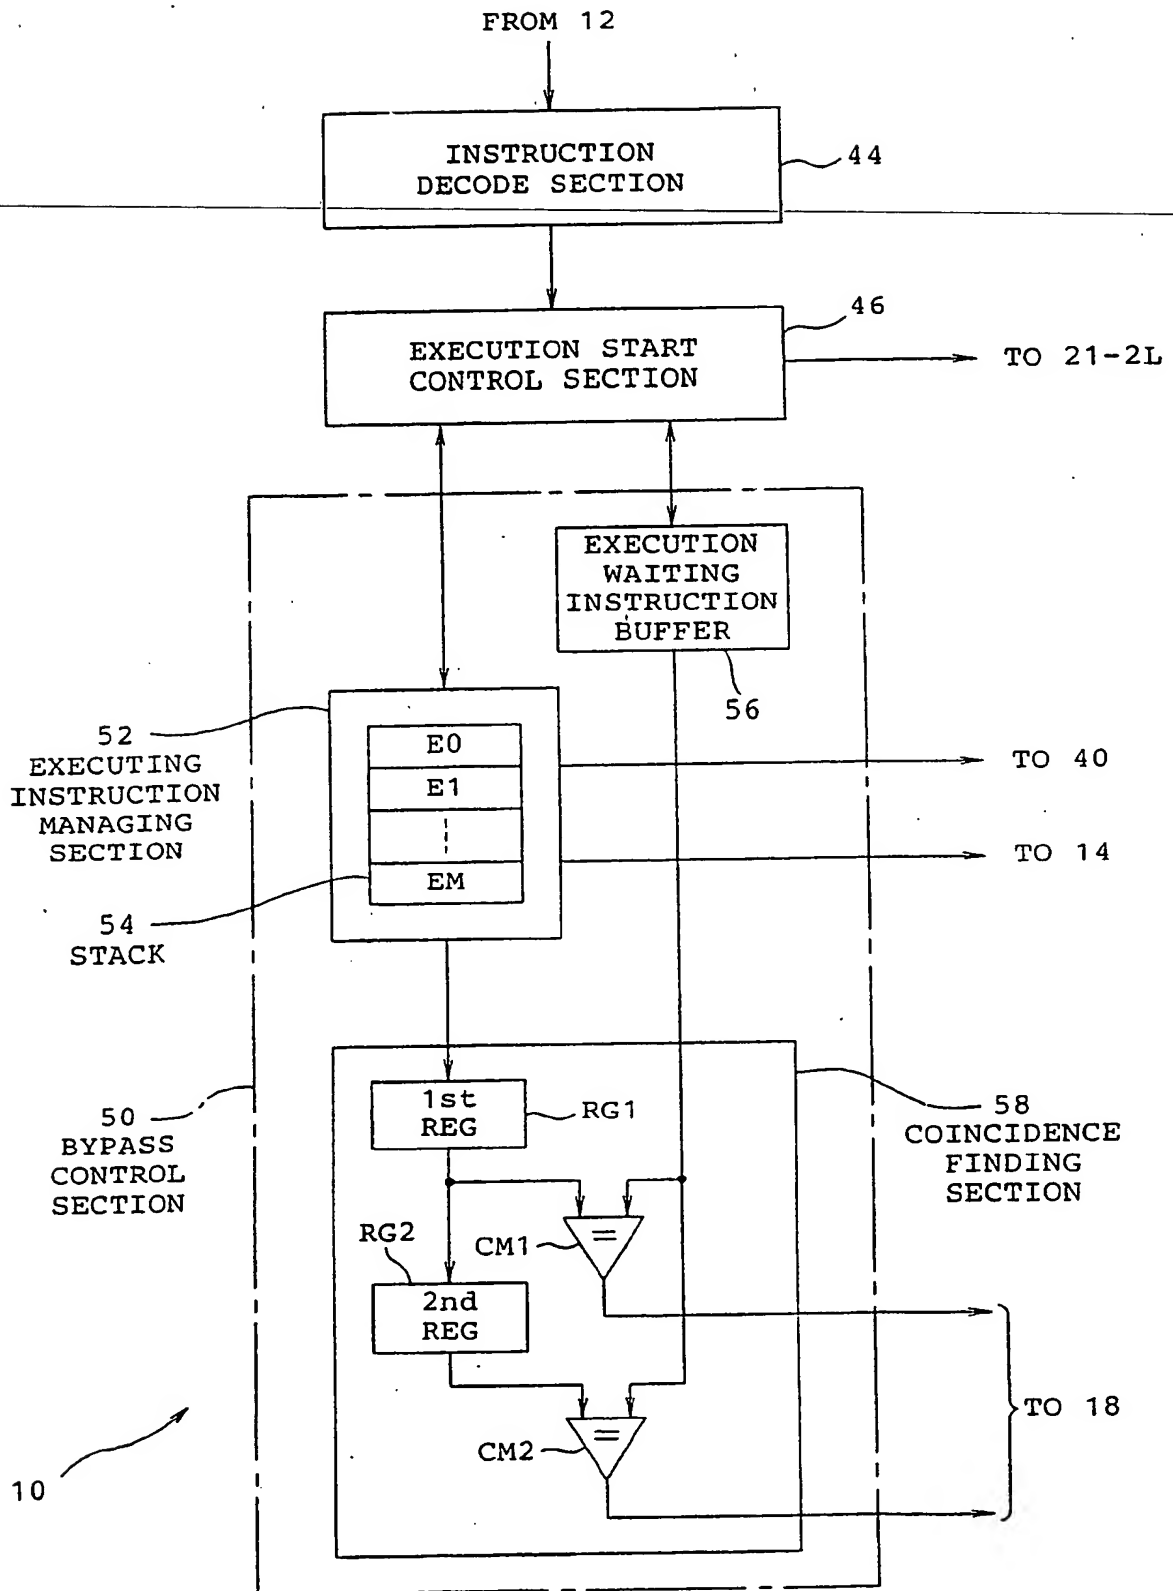 FROM 12
INSTRUCTION
DECODE SECTION
44
46
EXECUTION START
CONTROL SECTION
TO 21-2L
EXECUTION
WAITING
INSTRUCTION
BUFFER
56
52
EXECUTING
INSTRUCTION
MANAGING
SECTION
E0
E1
EM
TO 40
TO 14
54
STACK
50
BYPASS
CONTROL
SECTION
1st
REG
RG1
58
COINCIDENCE
FINDING
SECTION
RG2
CM1
=
2nd
REG
CM2
=
TO 18
10